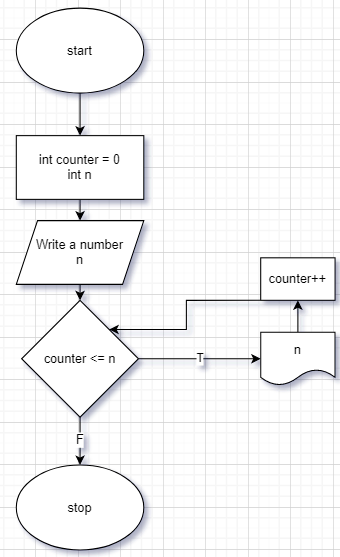 start
int counter = 0
int n
Write a number
n
counter++
counter <= n
T
n
F
stop